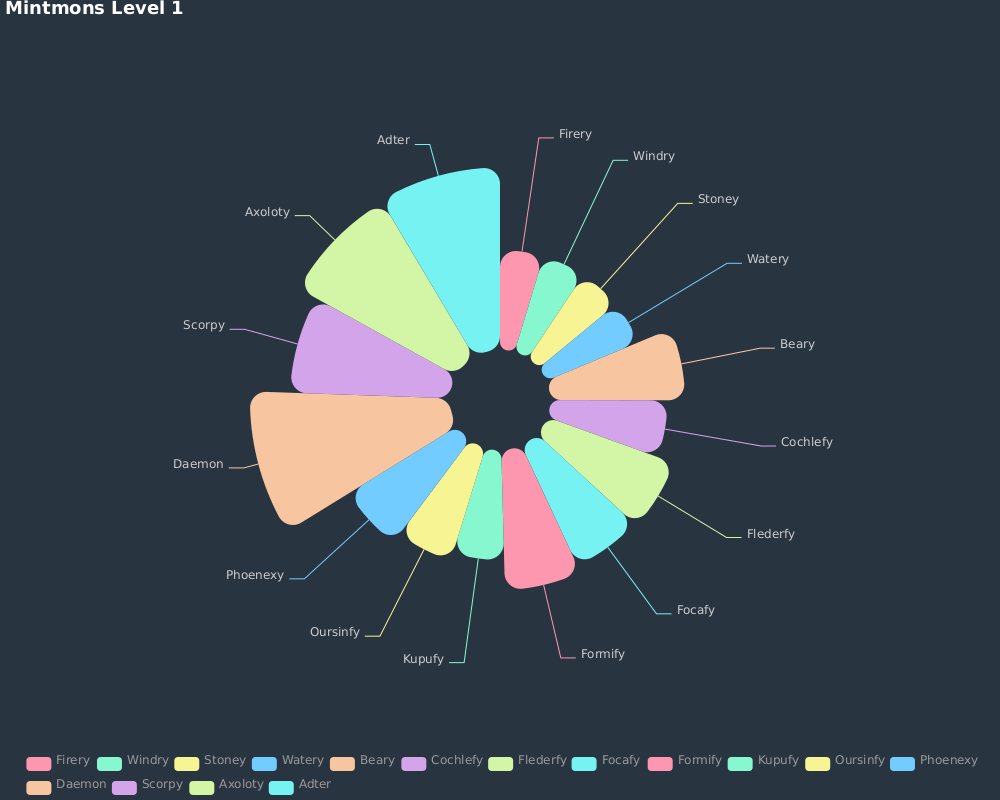 Mintmons Level 1
Adter
Firery
Windry
Axoloty
Stoney
Watery
Scorpy
Beary
Daemon
Cochlefy
Flederfy
Phoenexy
Focafy
Oursinfy
Kupufy
Formify
Firery Windry Stoney Watery Beary Cochlefy Flederfy Focafy Formify Kupufy Oursinfy Phoenexy
Daemon Scorpy Axoloty Adter